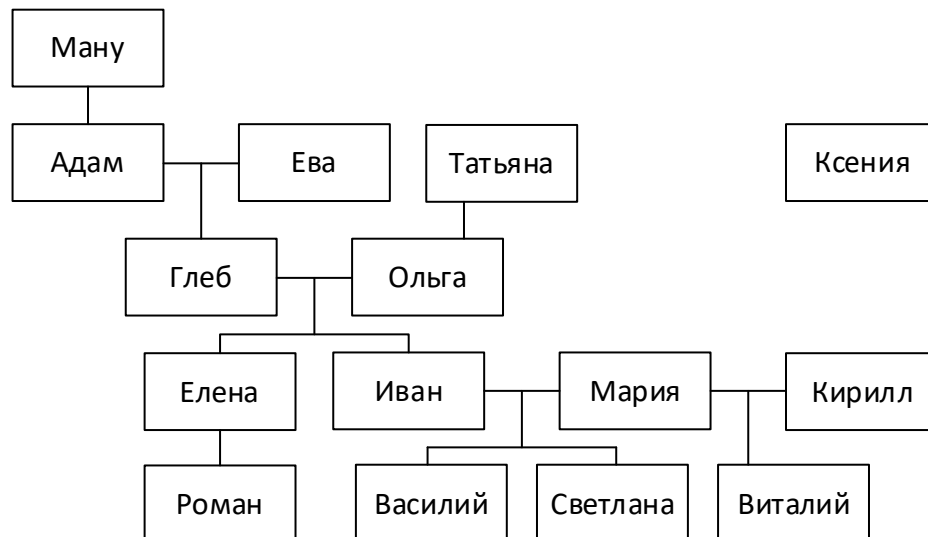 Ману
Адам
Ева
Татьяна
Ксения
Глеб
Ольга
Елена
Иван
Мария
Кирилл
Роман
Василий
Светлана
Виталий